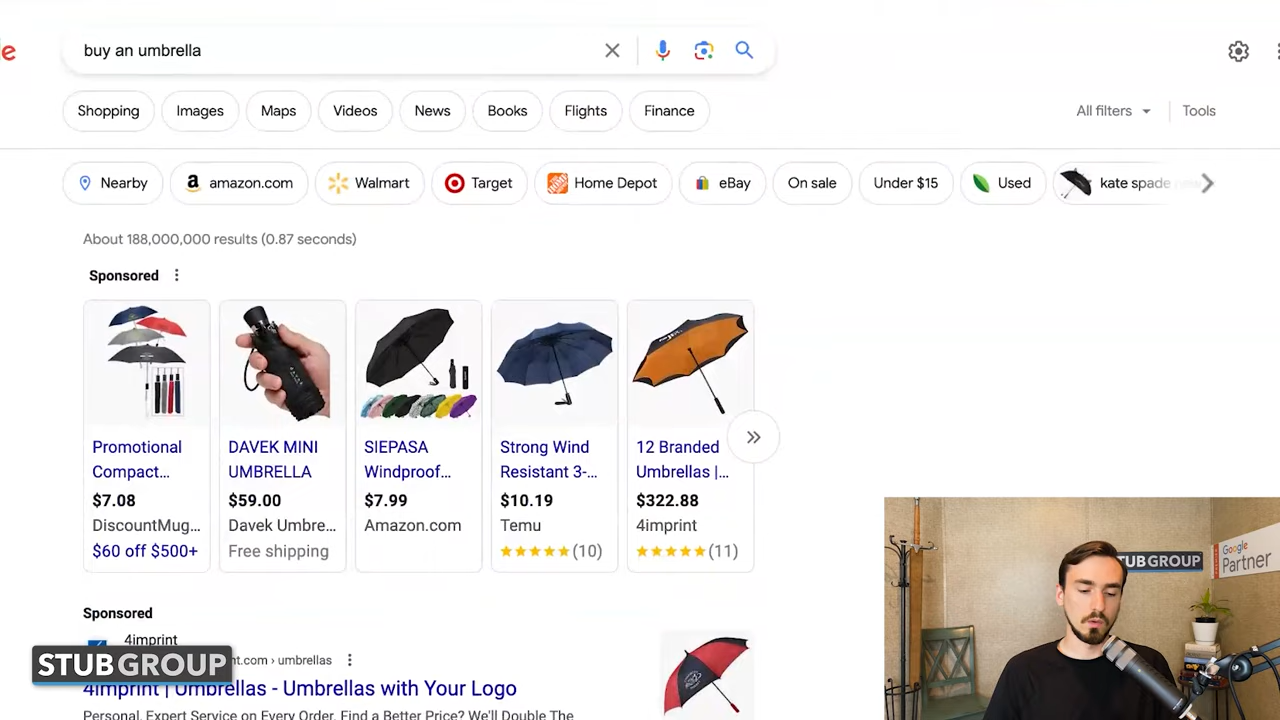 e
buy an umbrella
Shopping
Images
Maps
Videos
News
Books
Flights
Finance
All filters
Tools
Nearby
amazon.com
Walmart
Target
Home Depot
eBay
On sale
Under $15
Used
kate spade
About 188,000,000 results (0.87 seconds)
Sponsored
Promotional
Compact...
$7.08
DiscountMug...
$60 off $500+
DAVEK MINI
UMBRELLA
$59.00
Davek Umbre...
Free shipping
SIEPASA
Windproof...
$7.99
Amazon.com
Strong Wind
Resistant 3-...
$10.19
Temu
(10)
12 Branded
Umbrellas |...
$322.88
4imprint
(11)
Sponsored
4imprint
nt.com › umbrellas
4imprint | Umbrellas - Umbrellas with Your Logo
Personal, Expert Service on Every Order. Find a Better Price? We'll Double The
STUBGROUP
STUBGROUP
Google
Partner